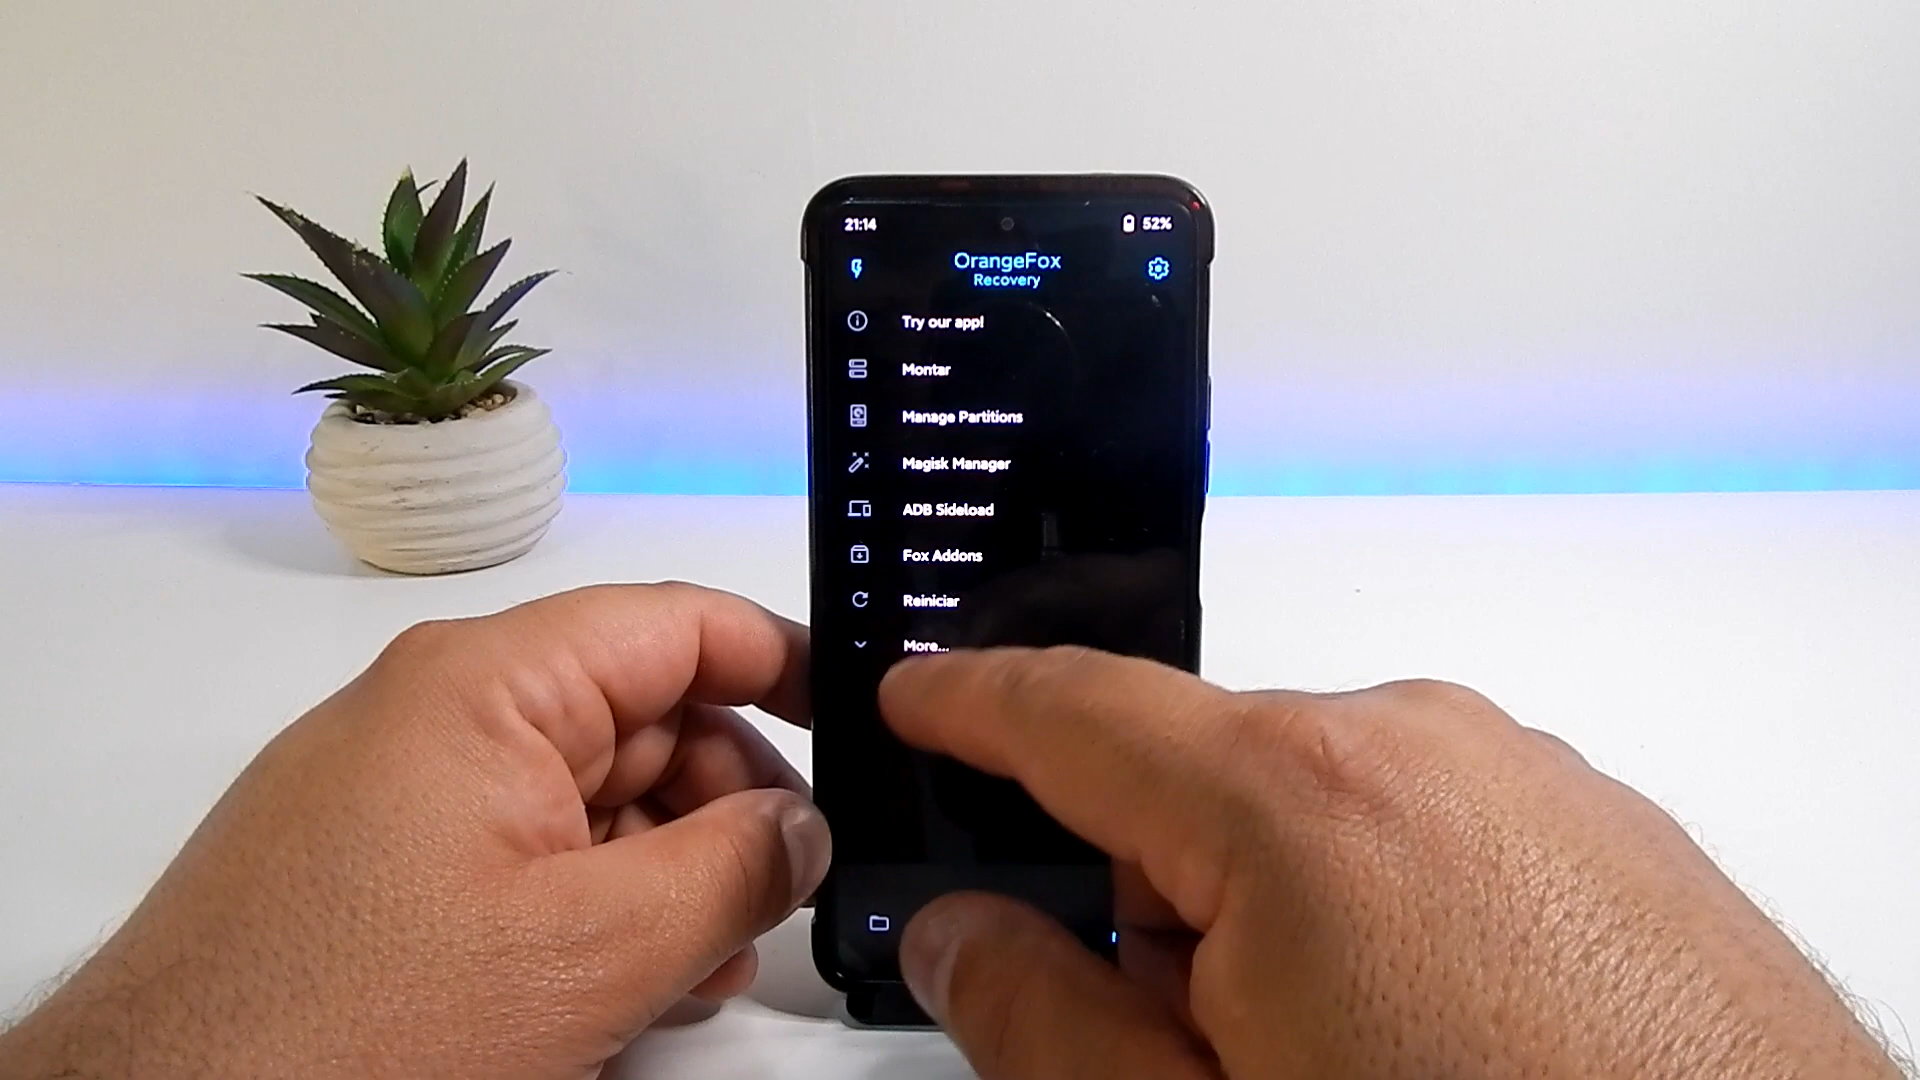 21:14 52%
OrangeFox
Recovery
Try our app!
Montar
Manage Partitions
Magisk Manager
ADB Sideload
Fox Addons
Reiniciar
More...